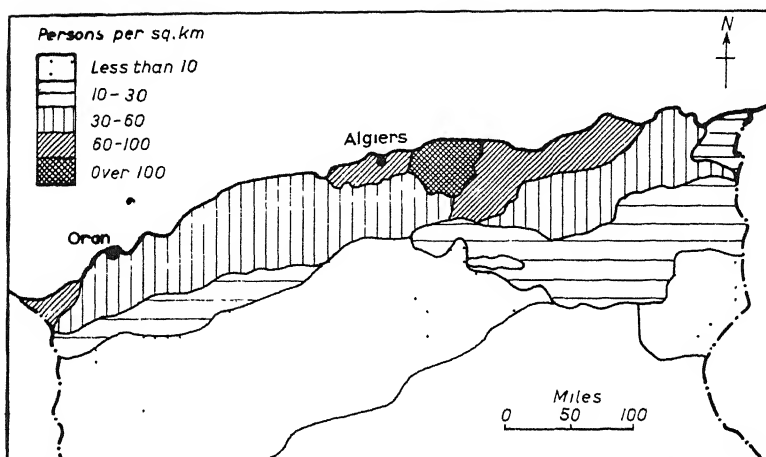 Persons per sq.km
Less than 10
10-30
30-60
60-100
Over 100
N
Algiers
Oran
Miles
0 50 100